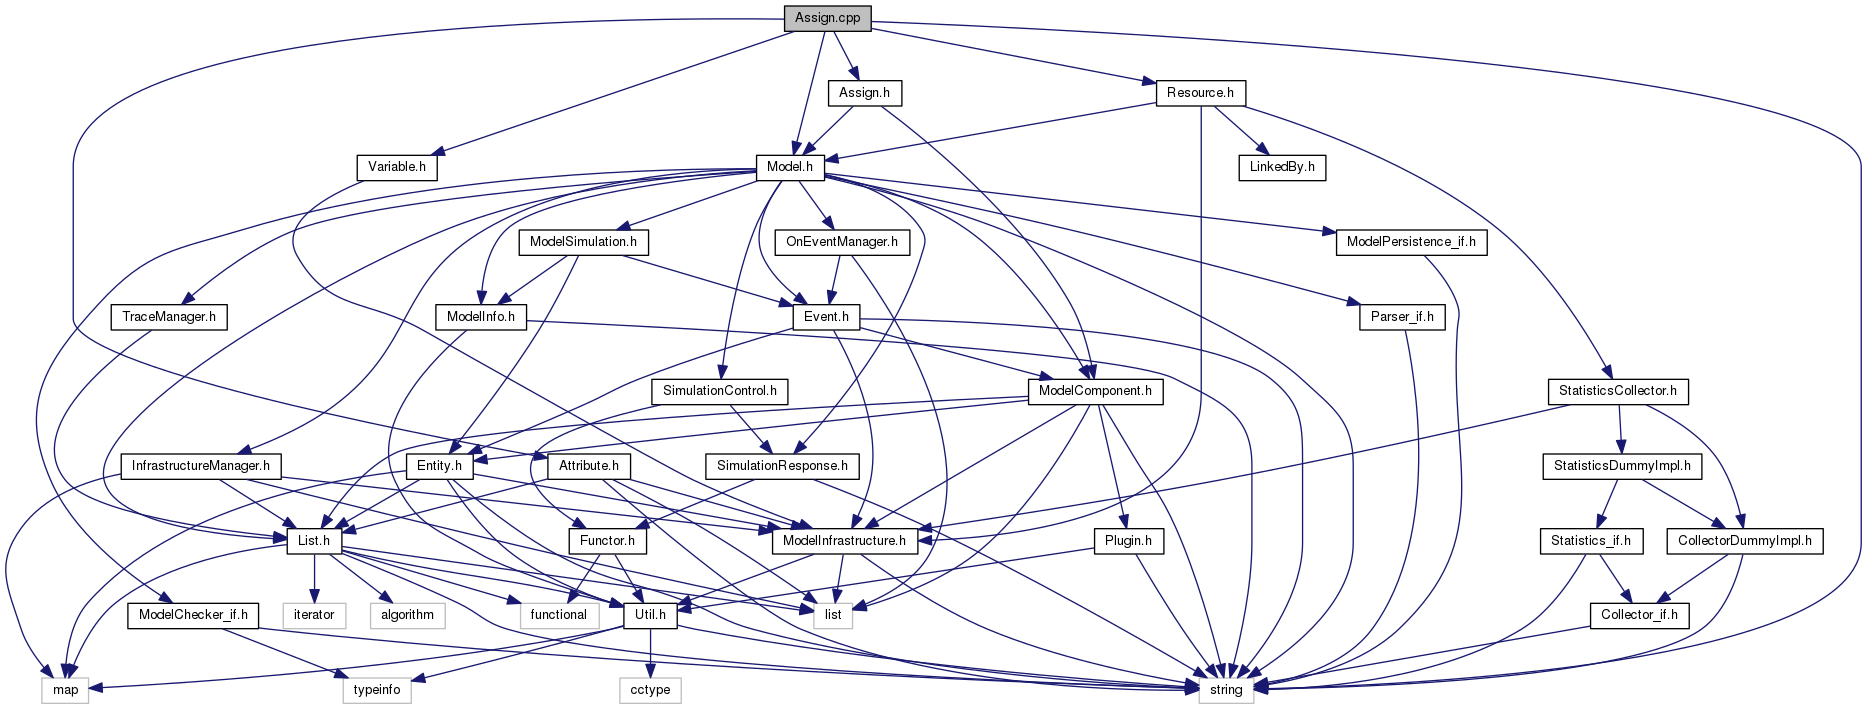 Assign.cpp
Assign.h
Resource.h
Variable.h
Model.h
LinkedBy.h
ModelSimulation.h
OnEventManager.h
ModelPersistence_if.h
TraceManager.h
ModelInfo.h
Event.h
Parser_if.h
SimulationControl.h
ModelComponent.h
StatisticsCollector.h
InfrastructureManager.h
Entity.h
Attribute.h
SimulationResponse.h
StatisticsDummyImpl.h
List.h
Functor.h
ModelInfrastructure.h
Plugin.h
Statistics_if.h
CollectorDummyImpl.h
ModelChecker_if.h
iterator
algorithm
functional
Util.h
list
Collector_if.h
map
typeinfo
cctype
string